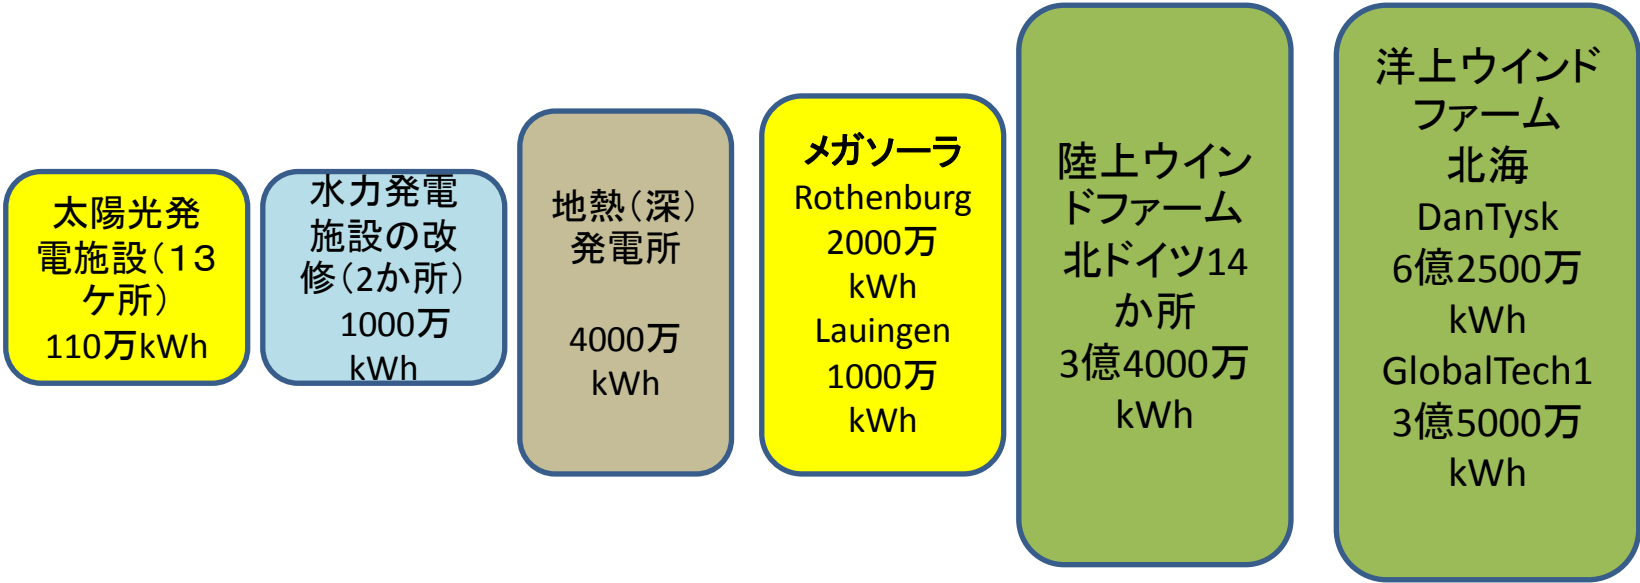 太陽光発
電施設(１３
ケ所)
110万kWh
水力発電
施設の改
修(2か所)
1000万
kWh
地熱(深)
発電所
4000万
kWh
メガソーラ
Rothenburg
2000万
kWh
Lauingen
1000万
kWh
陸上ウイン
ドファーム
北ドイツ14
か所
3億4000万
kWh
洋上ウインド
ファーム
北海
DanTysk
6億2500万
kWh
GlobalTech1
3億5000万
kWh